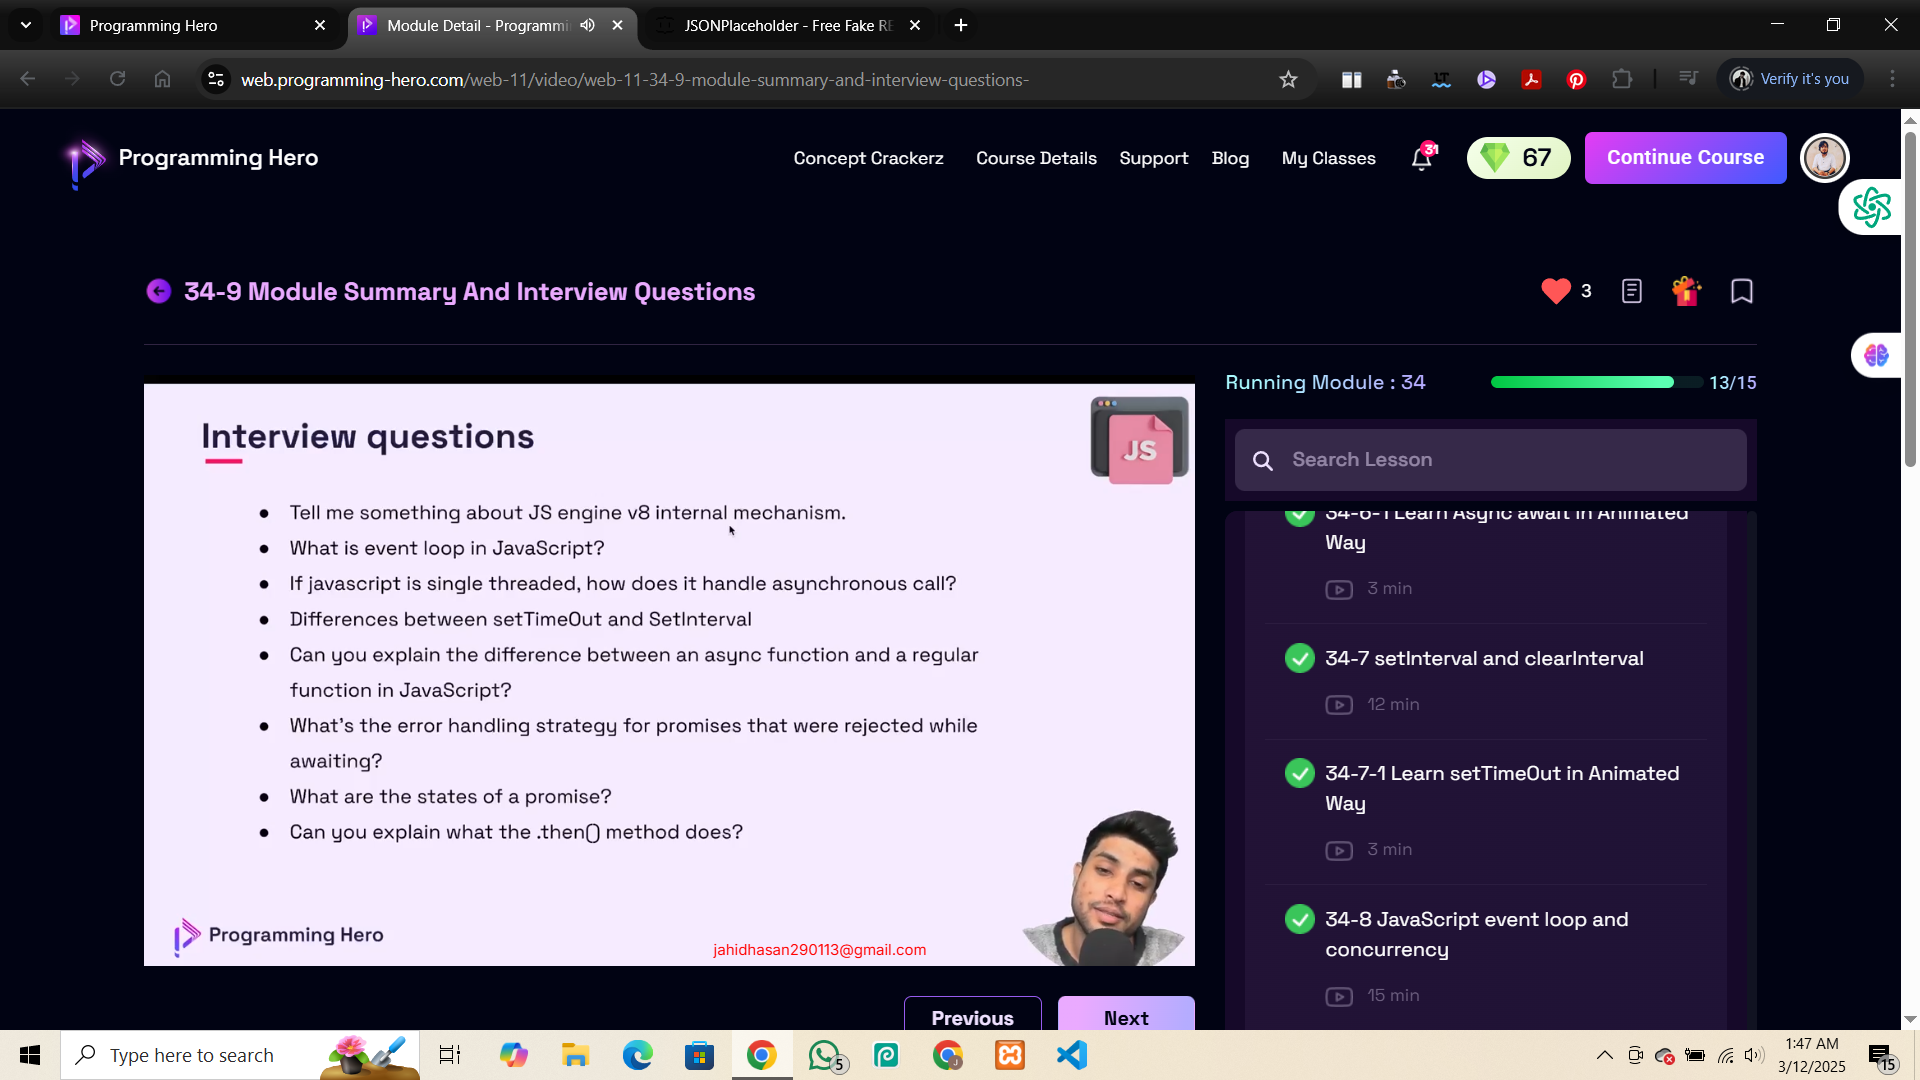 Programming Hero
Module Detail - Programmi
JSONPlaceholder - Free Fake RE
web.programming-hero.com/web-11/video/web-11-34-9-module-summary-and-interview-questions-
Verify it's you
Programming Hero
Concept Crackerz
Course Details
Support
Blog
My Classes
31
67
Continue Course
34-9 Module Summary And Interview Questions
3
Running Module : 34
13/15
Interview questions
JS
● Tell me something about JS engine v8 internal mechanism.
● What is event loop in JavaScript?
● If javascript is single threaded, how does it handle asynchronous call?
● Differences between setTimeOut and SetInterval
● Can you explain the difference between an async function and a regular
function in JavaScript?
● What's the error handling strategy for promises that were rejected while
awaiting?
● What are the states of a promise?
● Can you explain what the .then() method does?
Programming Hero
jahidhasan290113@gmail.com
Search Lesson
34-6-1 Learn Async await in Animated
Way
3 min
34-7 setInterval and clearInterval
12 min
34-7-1 Learn setTimeOut in Animated
Way
3 min
34-8 JavaScript event loop and
concurrency
15 min
Previous
Next
Type here to search
5
1:47 AM
3/12/2025
15